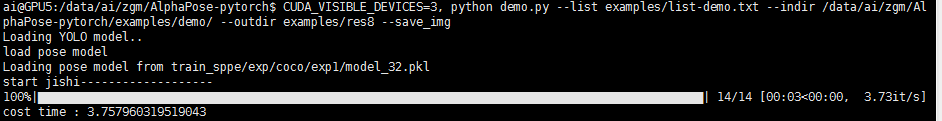 ai@GPU5:/data/ai/zgm/AlphaPose-pytorch$ CUDA_VISIBLE_DEVICES=3, python demo.py --list examples/list-demo.txt --indir /data/ai/zgm/Al
phaPose-pytorch/examples/demo/ --outdir examples/res8 --save_img
Loading YOLO model..
load pose model
Loading pose model from train_sppe/exp/coco/exp1/model_32.pkl
start jishi-------------------
100%| | 14/14 [00:03<00:00, 3.73it/s]
cost time : 3.757960319519043